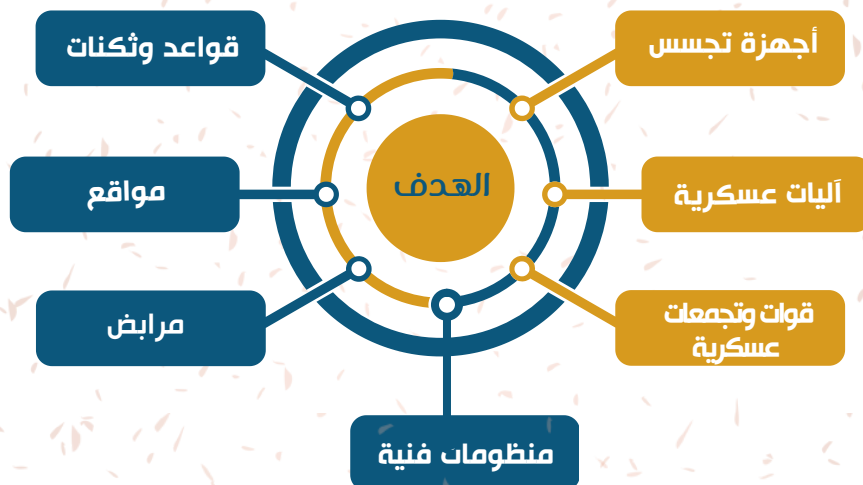 أجهزة تجسس
قواعد وثكنات
الهدف
آليات عسكرية
مواقع
قوات وتجمعات
عسكرية
مرابض
منظومات فنية